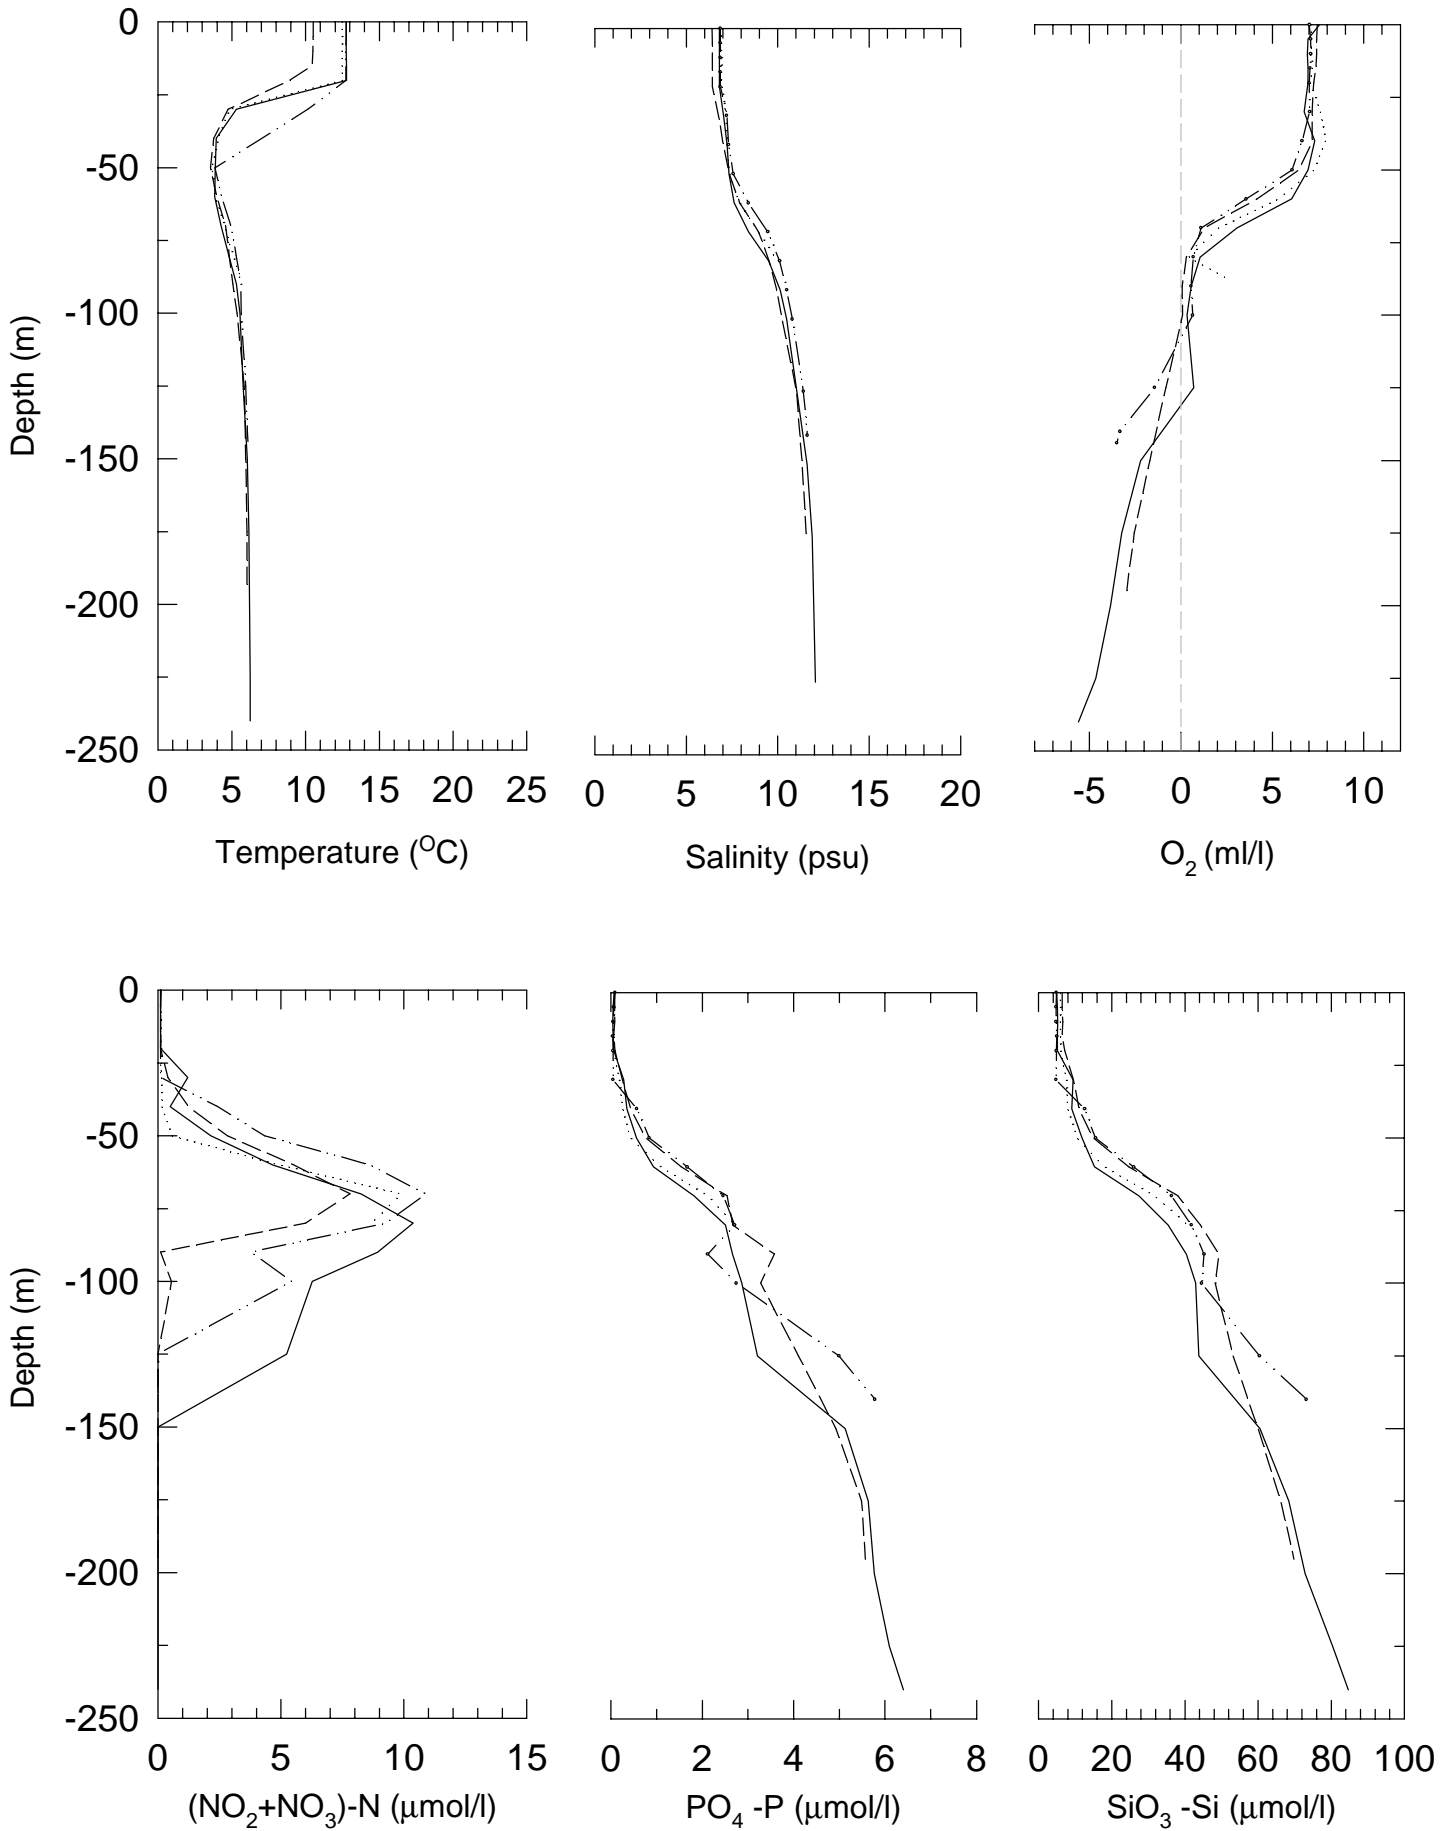 0
-50
-100
-150
-200
-250
Depth (m)
0 5 10 15 20 25
Temperature (ᴼC)
0 5 10 15 20
Salinity (psu)
-5 0 5 10
O₂ (ml/l)
0
-50
-100
-150
-200
-250
Depth (m)
0 5 10 15
(NO₂+NO₃)-N (μmol/l)
0 2 4 6 8
PO₄ -P (μmol/l)
0 20 40 60 80 100
SiO₃ -Si (μmol/l)